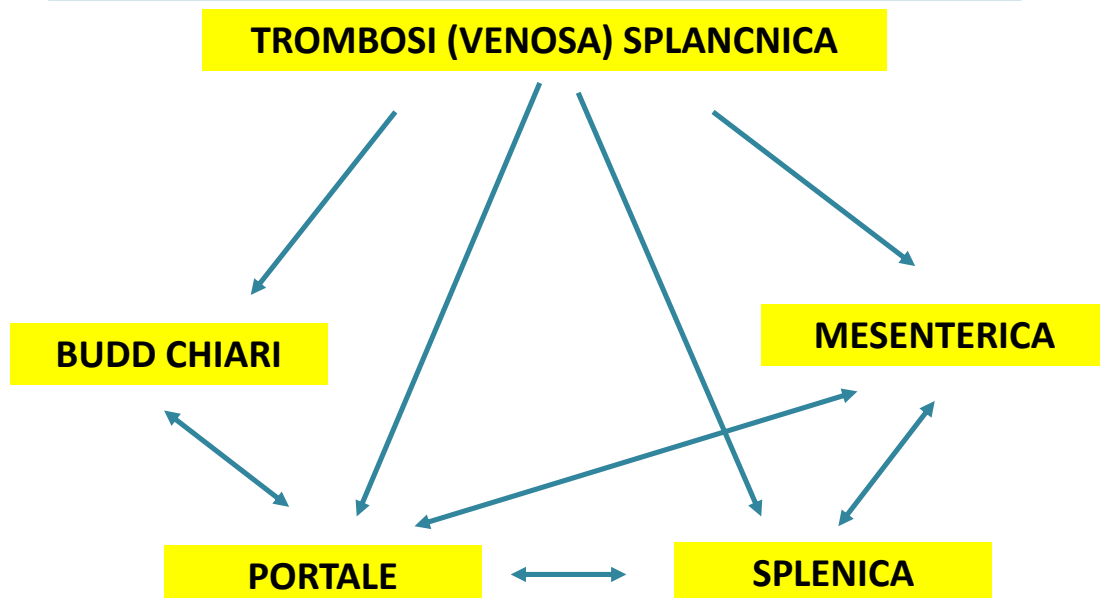 TROMBOSI (VENOSA) SPLANCNICA
BUDD CHIARI
MESENTERICA
PORTALE
SPLENICA